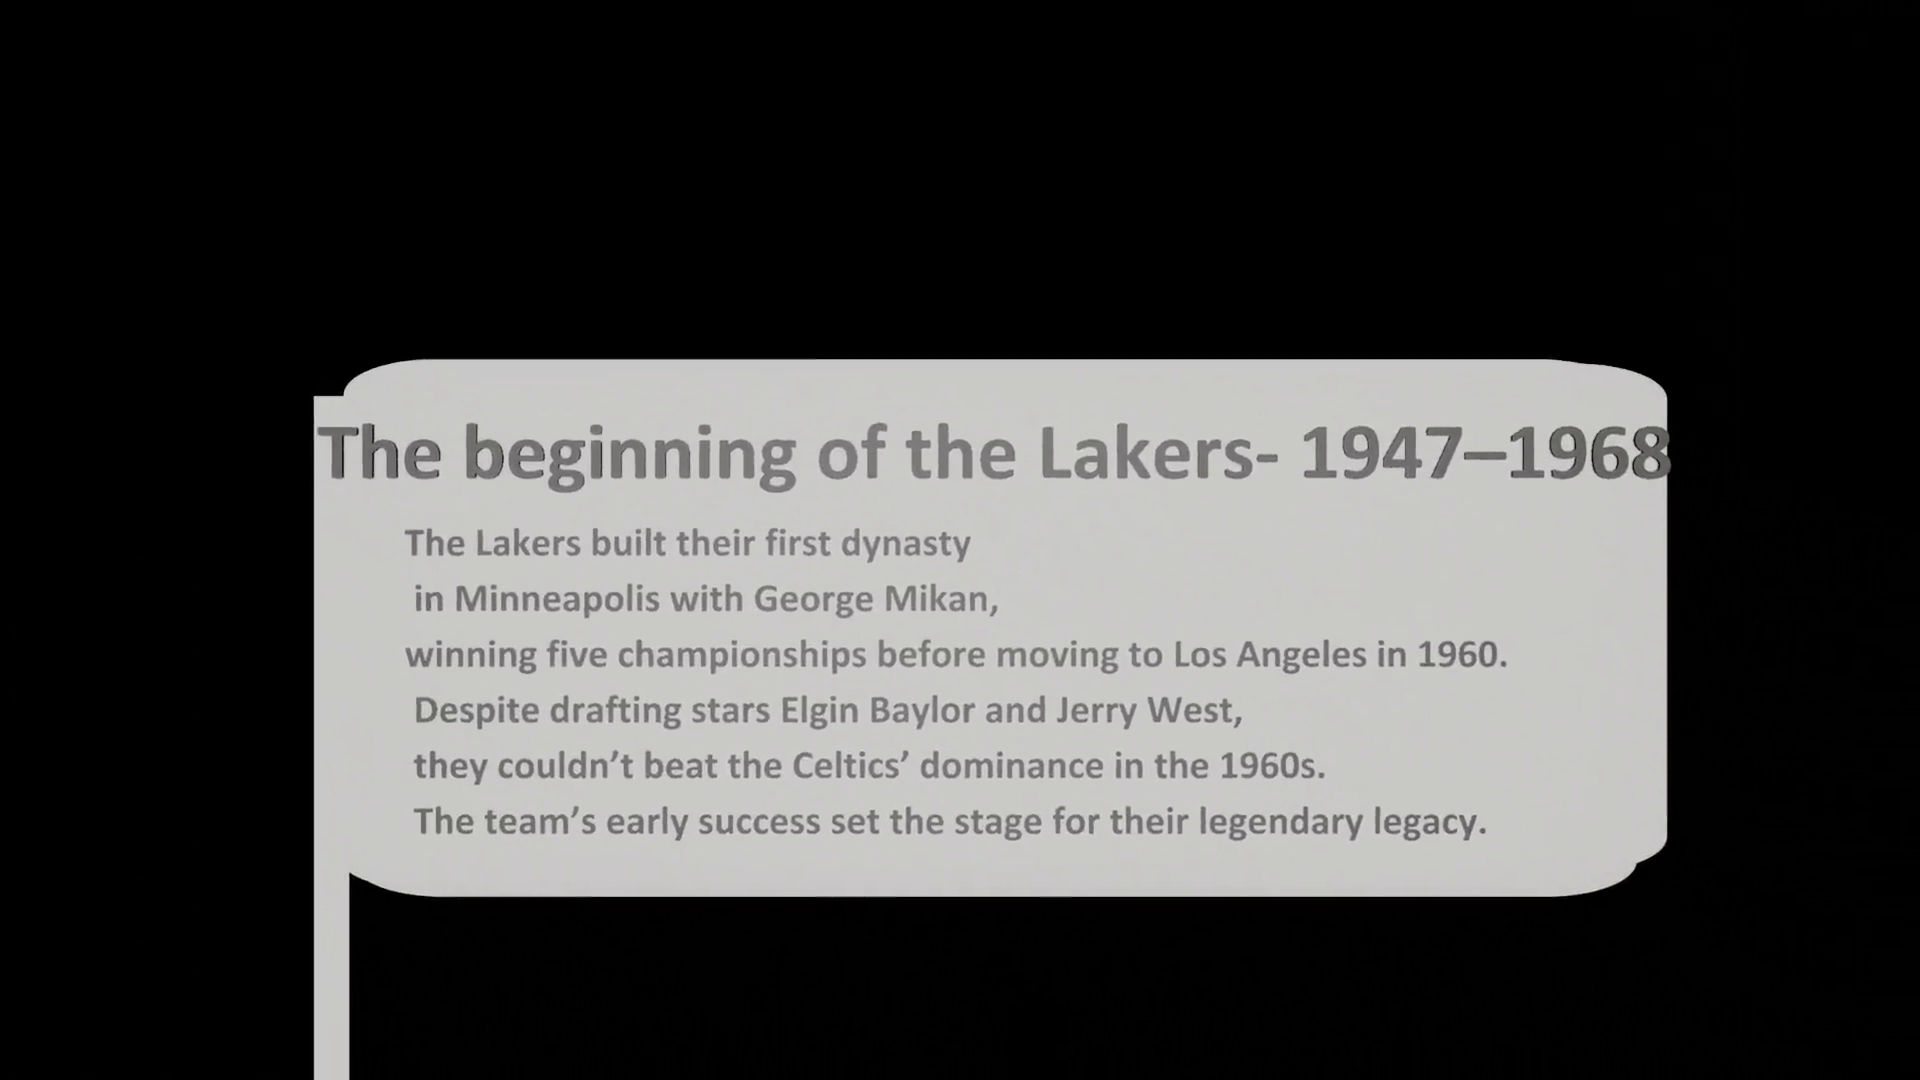 The beginning of the Lakers- 1947–1968
The Lakers built their first dynasty
in Minneapolis with George Mikan,
winning five championships before moving to Los Angeles in 1960.
Despite drafting stars Elgin Baylor and Jerry West,
they couldn’t beat the Celtics’ dominance in the 1960s.
The team’s early success set the stage for their legendary legacy.